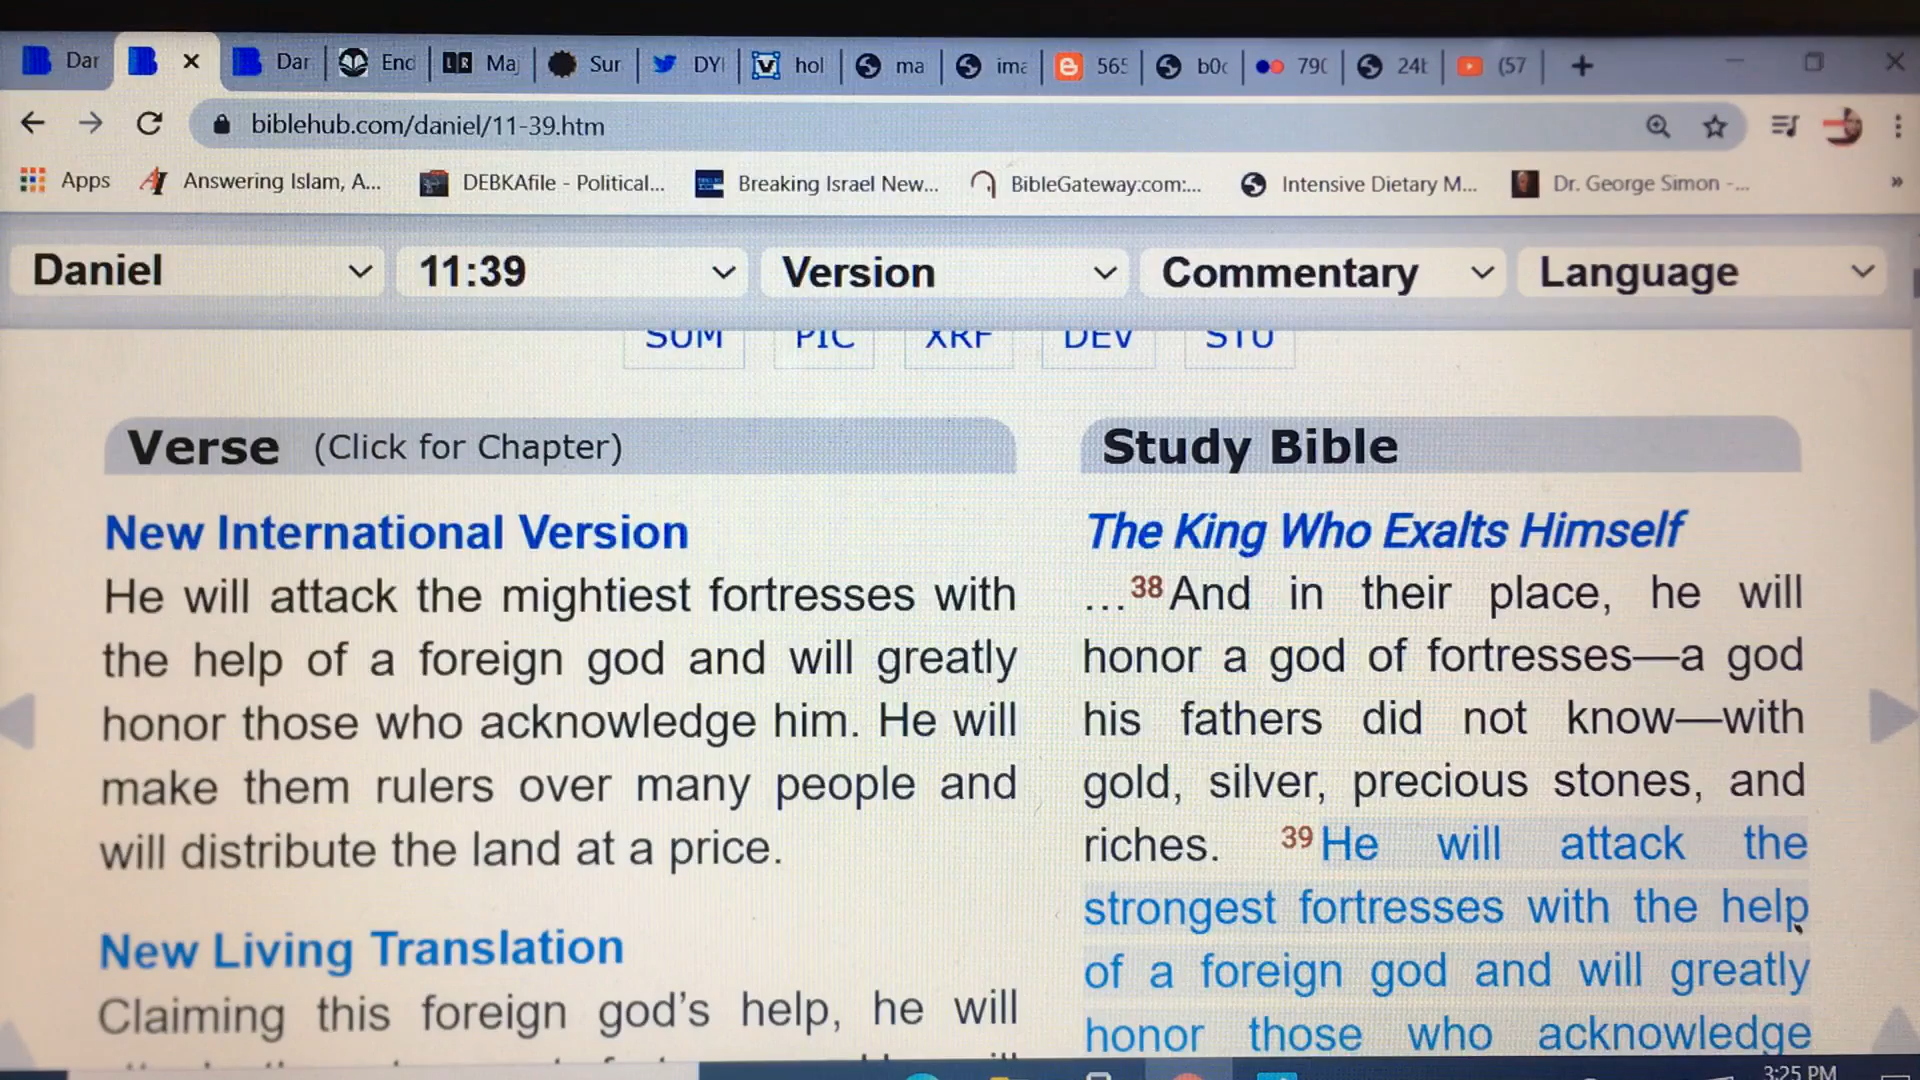 Dar
Dar
Enc
Ma
Sur
DY
hol
ma
ima
565
b0c
790
24b
(57
biblehub.com/daniel/11-39.htm
Apps
Answering Islam, A...
DEBKAfile - Political...
Breaking Israel New...
BibleGateway.com:...
Intensive Dietary M...
Dr. George Simon -...
»
Daniel
11:39
Version
Commentary
Language
SUM
PIC
XRF
DEV
STU
Verse (Click for Chapter)
New International Version
He will attack the mightiest fortresses with
the help of a foreign god and will greatly
honor those who acknowledge him. He will
make them rulers over many people and
will distribute the land at a price.
New Living Translation
Claiming this foreign god’s help, he will
Study Bible
The King Who Exalts Himself
…38And in their place, he will
honor a god of fortresses—a god
his fathers did not know—with
gold, silver, precious stones, and
riches. 39He will attack the
strongest fortresses with the help
of a foreign god and will greatly
honor those who acknowledge
3:25 PM